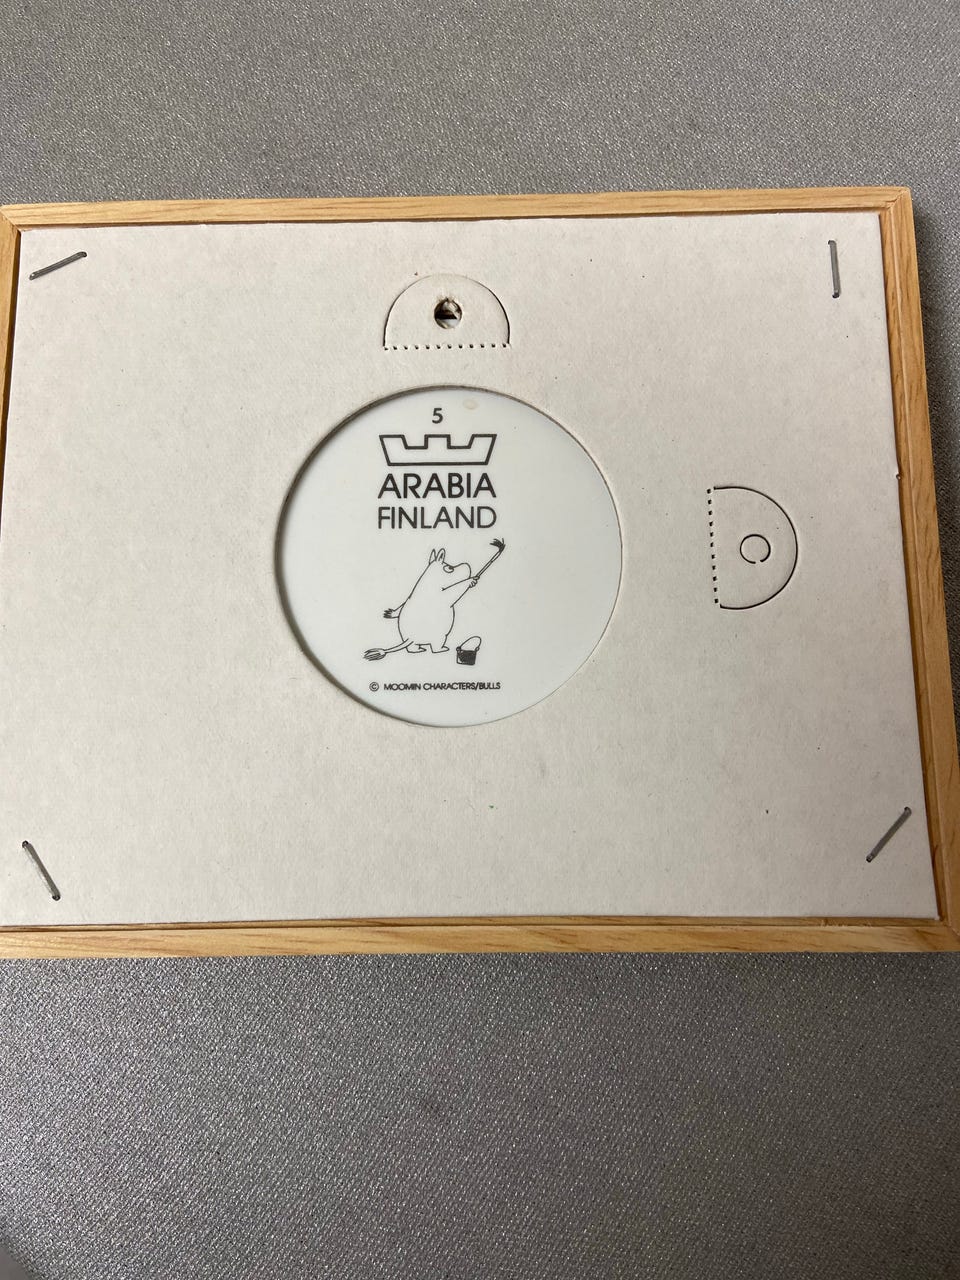 5
ARABIA
FINLAND
© MOOMIN CHARACTERS/BULLS